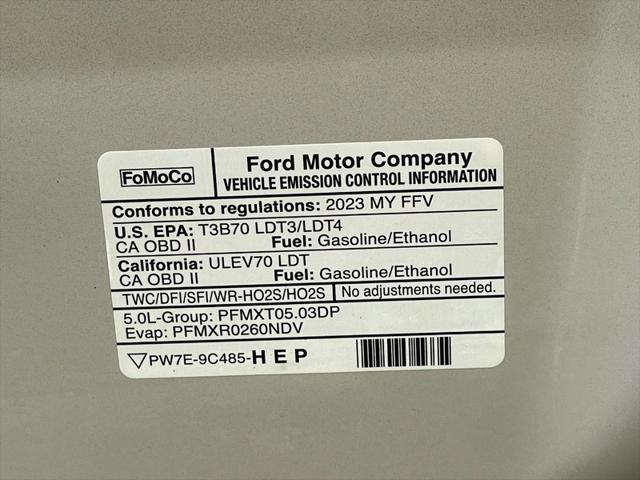 FoMoCo
Ford Motor Company
VEHICLE EMISSION CONTROL INFORMATION
Conforms to regulations: 2023 MY FFV
U.S. EPA: T3B70 LDT3/LDT4
CA OBD II Fuel: Gasoline/Ethanol
California: ULEV70 LDT
CA OBD II Fuel: Gasoline/Ethanol
TWC/DFI/SFI/WR-HO2S/HO2S No adjustments needed.
5.0L-Group: PFMXT05.03DP
Evap: PFMXR0260NDV
PW7E-9C485-HEP